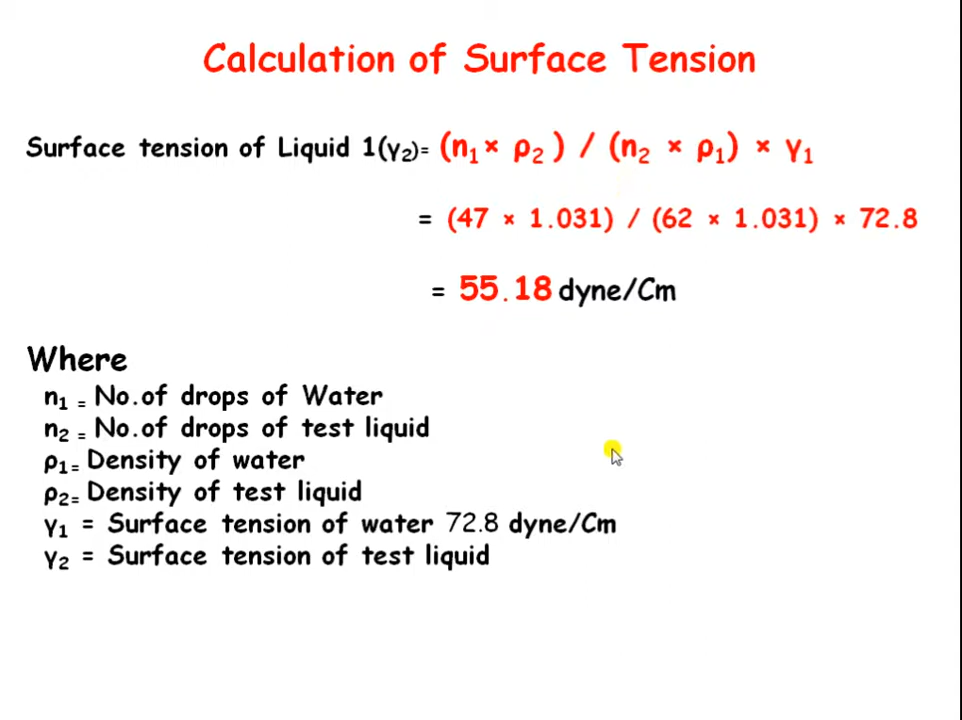 Calculation of Surface Tension
Surface tension of Liquid 1(γ₂)= (n₁× ρ₂ ) / (n₂ × ρ₁) × γ₁
= (47 × 1.031) / (62 × 1.031) × 72.8
= 55.18 dyne/Cm
Where
n₁ = No.of drops of Water
n₂ = No.of drops of test liquid
ρ₁= Density of water
ρ₂= Density of test liquid
γ₁ = Surface tension of water 72.8 dyne/Cm
γ₂ = Surface tension of test liquid